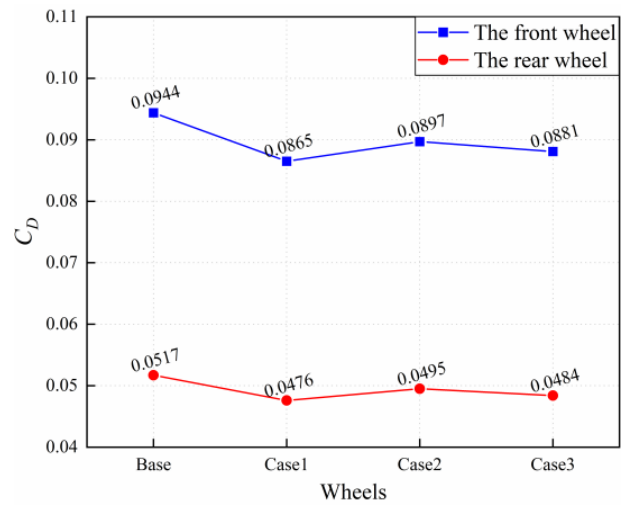 0.11
The front wheel
The rear wheel
0.10
0.0944
0.09
0.0865
0.0897
0.0881
0.08
C_D
0.07
0.06
0.0517
0.05
0.0476
0.0495
0.0484
0.04
Base
Case1
Case2
Case3
Wheels